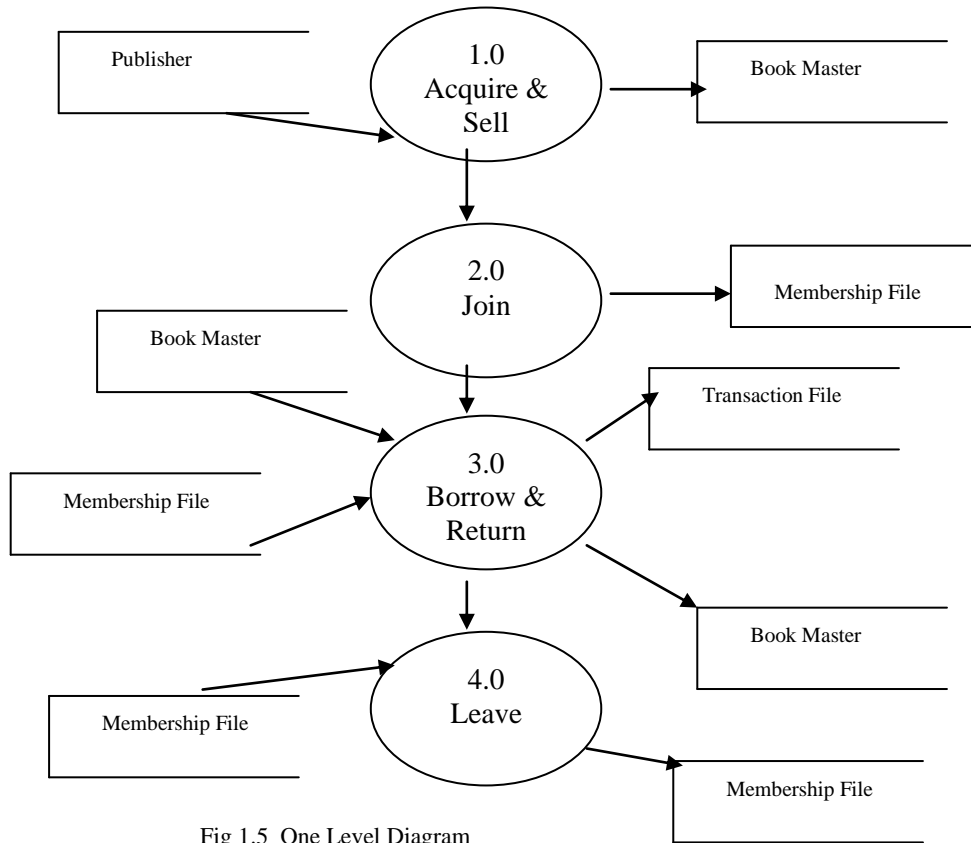 Publisher
1.0
Acquire &
Sell
Book Master
2.0
Join
Membership File
Book Master
Transaction File
3.0
Borrow &
Return
Membership File
Book Master
4.0
Leave
Membership File
Membership File
Fig 1.5 One Level Diagram